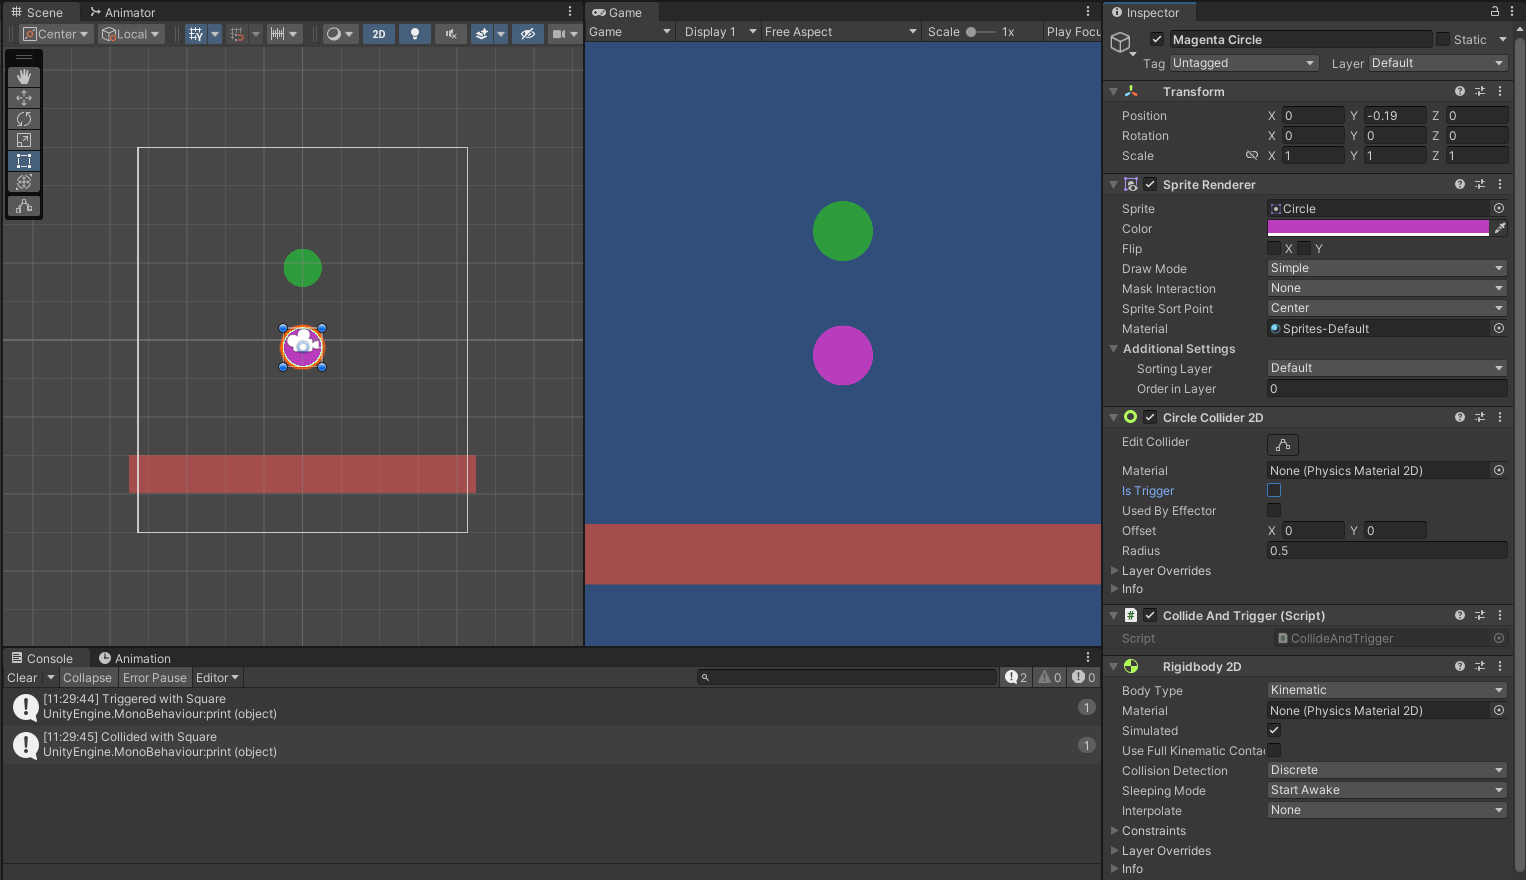 Scene
Animator
Center
Local
2D
Game
Game
Display 1
Free Aspect
Scale
1x
Play Focu
Inspector
Magenta Circle
Static
Tag
Untagged
Layer
Default
Transform
Position
X
0
Y
-0.19
Z
0
Rotation
X
0
Y
0
Z
0
Scale
X
1
Y
1
Z
1
Sprite Renderer
Sprite
Circle
Color
Flip
X
Y
Draw Mode
Simple
Mask Interaction
None
Sprite Sort Point
Center
Material
Sprites-Default
Additional Settings
Sorting Layer
Default
Order in Layer
0
Circle Collider 2D
Edit Collider
Material
None (Physics Material 2D)
Is Trigger
Used By Effector
Offset
X
0
Y
0
Radius
0.5
Layer Overrides
Info
Collide And Trigger (Script)
Script
CollideAndTrigger
Rigidbody 2D
Body Type
Kinematic
Material
None (Physics Material 2D)
Simulated
Use Full Kinematic Conta
Collision Detection
Discrete
Sleeping Mode
Start Awake
Interpolate
None
Constraints
Layer Overrides
Info
Console
Animation
Clear
Collapse
Error Pause
Editor
2
0
0
[11:29:44] Triggered with Square
UnityEngine.MonoBehaviour:print (object)
1
[11:29:45] Collided with Square
UnityEngine.MonoBehaviour:print (object)
1